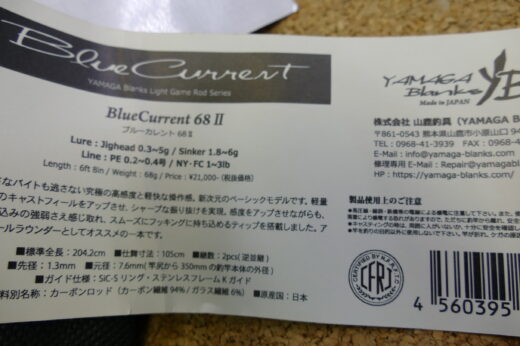 BlueCurrent
YAMAGA Blanks Light Game Rod Series
BlueCurrent 68 Ⅱ
ブルーカレント 68 Ⅱ
Lure : Jighead 0.3~5g / Sinker 1.8~6g
Line : PE 0.2~0.4号 / NY・FC 1~3lb
Length : 6ft 8in / Weight : 68g / Price : ¥21,000-(税抜価格)
なバイトも逃さない究極の高感度と軽快な操作感。新次元のベーシックモデルです。軽量
のキャストフィールをアップさせ、シャープな振り抜けを実現。感度をアップさせながらも、
込みの強弱さえ感じ取れ、スムーズにフッキングに持ち込めるティップを搭載しました。ア
ールラウンダーとしてオススメの一本です。
■標準全長:204.2cm ■仕舞寸法:105cm ■継数:2pcs(逆並継)
■先径:1.3mm ■元径:7.6mm(竿尻から350mmの釣竿本体の外径)
■ガイド仕様:SiC-Sリング・ステンレスフレームKガイド
料別名称:カーボンロッド(カーボン繊維94%/ガラス繊維6%) ■原産国:日本
YAMAGA
Blanks
Made in JAPAN
YB
株式会社 山鹿釣具(YAMAGA B
〒861-0543 熊本県山鹿市小原山口
TEL : 0968-41-3939 FAX : 0968-4
E-Mail : info@yamaga-blanks.com
E-Mail : Repair@yamaga
HP : https://yamaga-blanks.com/
製品使用上のご注意
CERTIFIED BY
CFRJ
4 560395